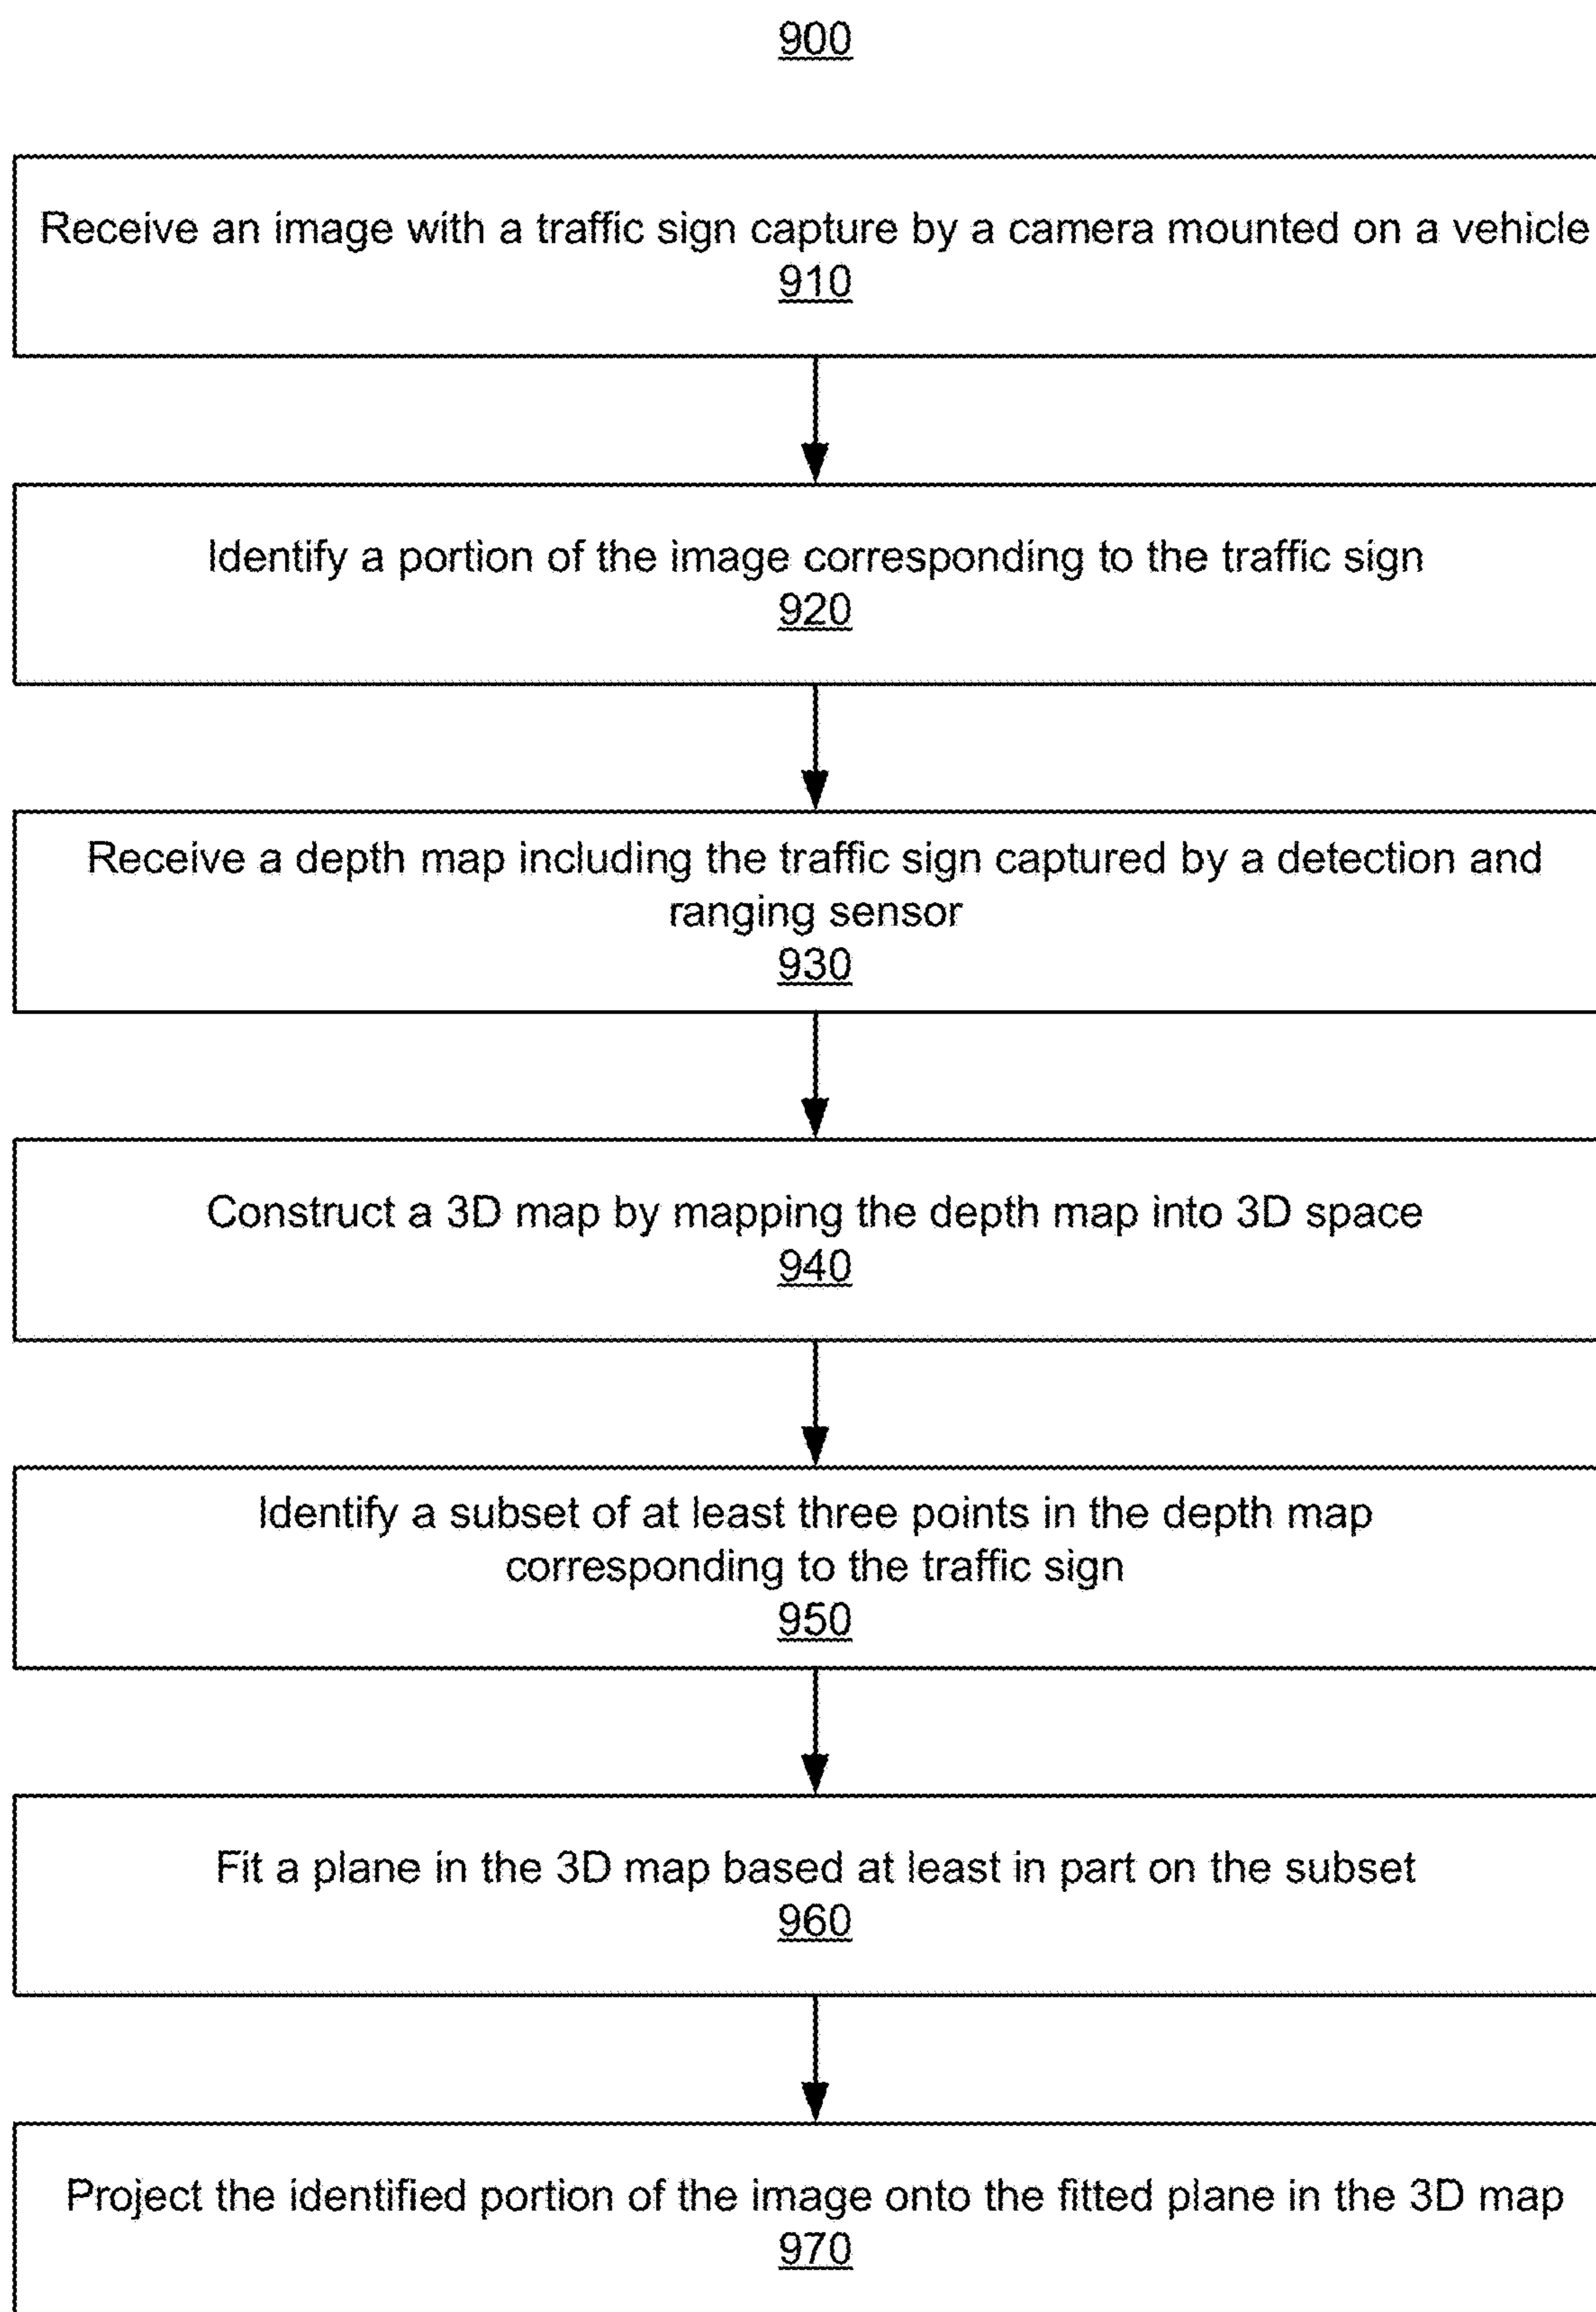 900
Receive an image with a traffic sign capture by a camera mounted on a vehicle
910
Identify a portion of the image corresponding to the traffic sign
920
Receive a depth map including the traffic sign captured by a detection and
ranging sensor
930
Construct a 3D map by mapping the depth map into 3D space
940
Identify a subset of at least three points in the depth map
corresponding to the traffic sign
950
Fit a plane in the 3D map based at least in part on the subset
960
Project the identified portion of the image onto the fitted plane in the 3D map
970